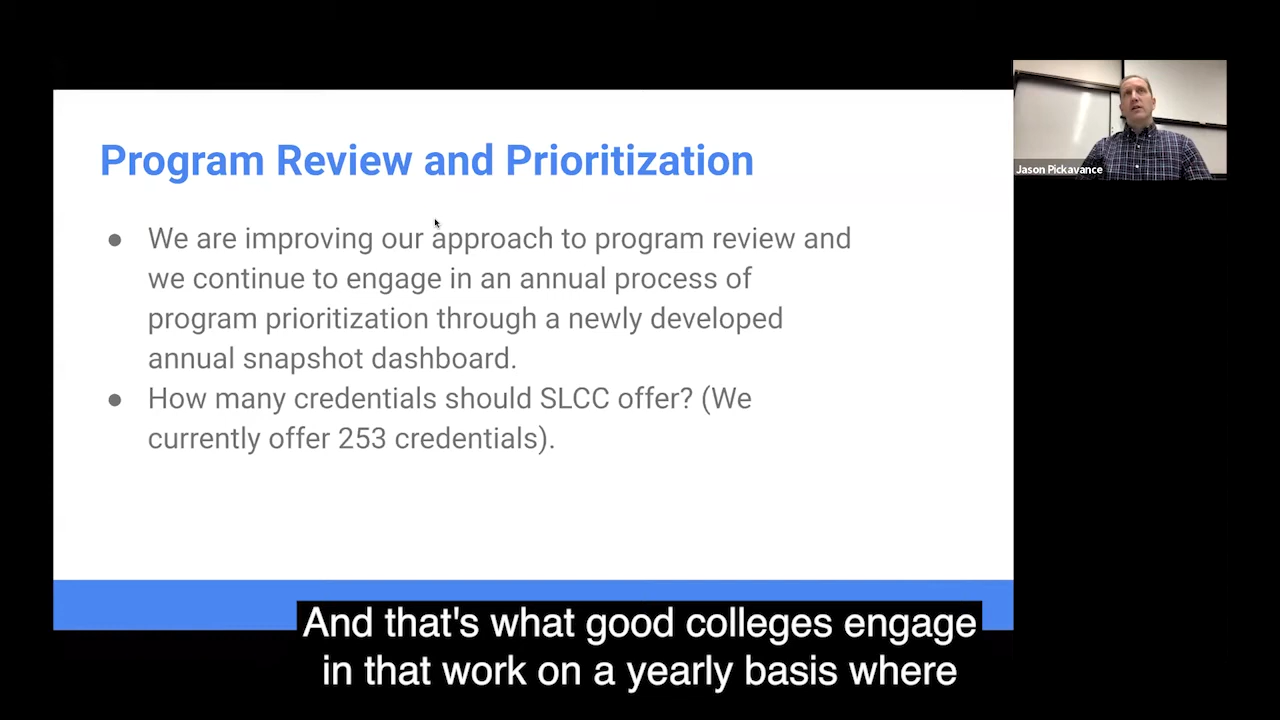 Program Review and Prioritization
● We are improving our approach to program review and
we continue to engage in an annual process of
program prioritization through a newly developed
annual snapshot dashboard.
● How many credentials should SLCC offer? (We
currently offer 253 credentials).
Jason Pickavance
And that's what good colleges engage
in that work on a yearly basis where